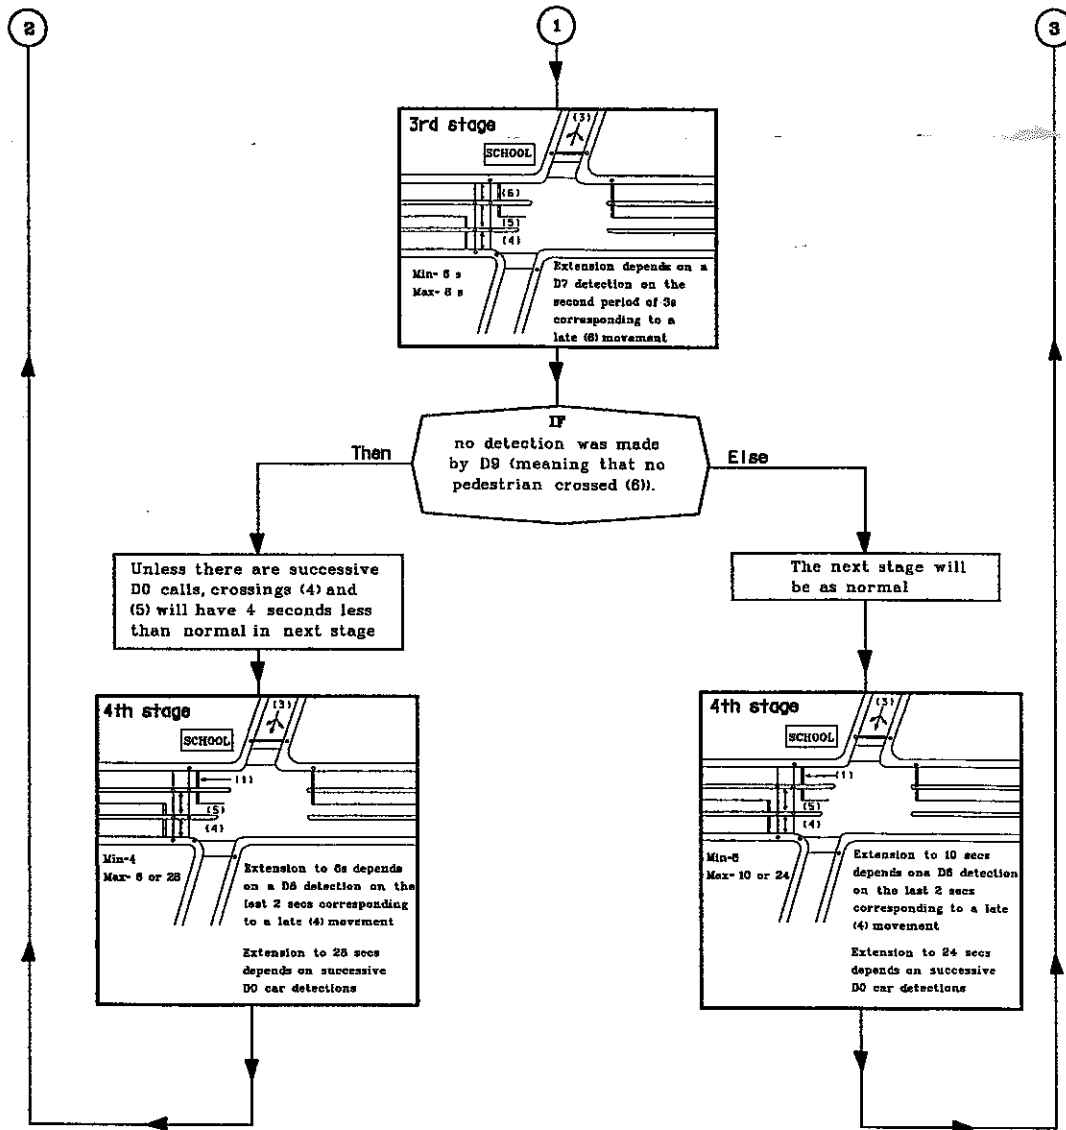 2
1
3
3rd stage
(3)
SCHOOL
(6)
(5)
(4)
Min- 6 s
Max- 8 s
Extension depends on a
D7 detection on the
second period of 3s
corresponding to a
late (6) movement
IF
no detection was made
by D9 (meaning that no
pedestrian crossed (6)).
Then
Else
Unless there are successive
D0 calls, crossings (4) and
(5) will have 4 seconds less
than normal in next stage
The next stage will
be as normal
4th stage
(3)
SCHOOL
(1)
(5)
(4)
Min-4
Max- 6 or 28
Extension to 6s depends
on a D6 detection on the
last 2 secs corresponding
to a late (4) movement
Extension to 28 secs
depends on successive
D0 car detections
4th stage
(3)
SCHOOL
(1)
(5)
(4)
Min-8
Max- 10 or 24
Extension to 10 secs
depends ona D6 detection
on the last 2 secs
corresponding to a late
(4) movement
Extension to 24 secs
depends on successive
D0 car detections